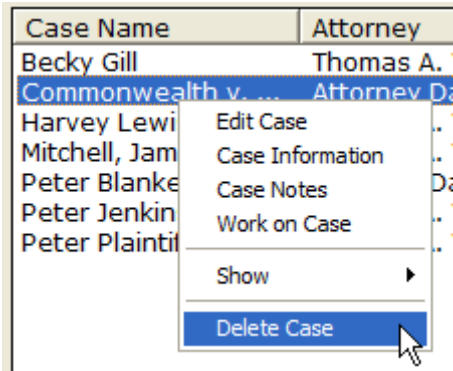 Case Name Attorney
Becky Gill Thomas A.
Commonwealth v. ... Attorney Da
Harvey Lewi
Mitchell, Jam
Peter Blanke
Peter Jenkin
Peter Plaintif
Edit Case
Case Information
Case Notes
Work on Case
Show
Delete Case